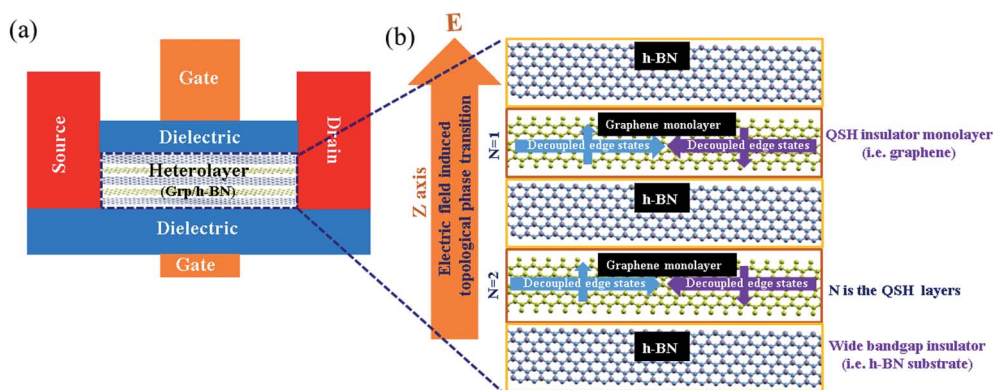 (a)
Gate
Source
Dielectric
Drain
Heterolayer
(Grp/h-BN)
Dielectric
Gate
(b)
E
Z axis
Electric field induced
topological phase transition
h-BN
N=1
Graphene monolayer
Decoupled edge states
Decoupled edge states
QSH insulator monolayer
(i.e. graphene)
h-BN
N=2
Graphene monolayer
Decoupled edge states
Decoupled edge states
N is the QSH layers
h-BN
Wide bandgap insulator
(i.e. h-BN substrate)